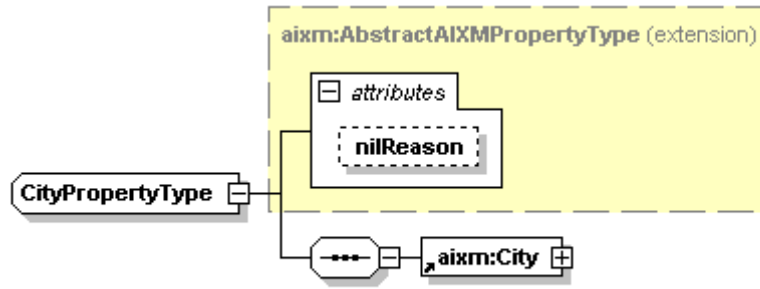 aixm:AbstractAIXMPropertyType (extension)
attributes
nilReason
CityPropertyType
aixm:City